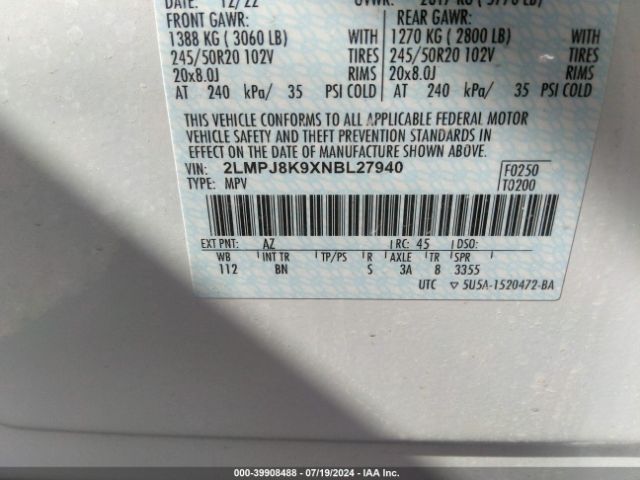 DATE: 12/22 GVWR: 2617 KG ( 5770 LB)
FRONT GAWR: REAR GAWR:
1388 KG ( 3060 LB) WITH 1270 KG ( 2800 LB) WITH
245/50R20 102V TIRES 245/50R20 102V TIRES
20x8.0J RIMS 20x8.0J RIMS
AT 240 kPa/ 35 PSI COLD AT 240 kPa/ 35 PSI COLD
THIS VEHICLE CONFORMS TO ALL APPLICABLE FEDERAL MOTOR
VEHICLE SAFETY AND THEFT PREVENTION STANDARDS IN
EFFECT ON THE DATE OF MANUFACTURE SHOWN ABOVE.
VIN: 2LMPJ8K9XNBL27940 F0250
TYPE: MPV T0200
EXT PNT: AZ RC: 45 DSO:
WB INT TR TP/PS R AXLE TR SPR
112 BN S 3A 8 3355
UTC ▽ 5U5A-1520472-BA
000-39908488 - 07/19/2024 - IAA Inc.